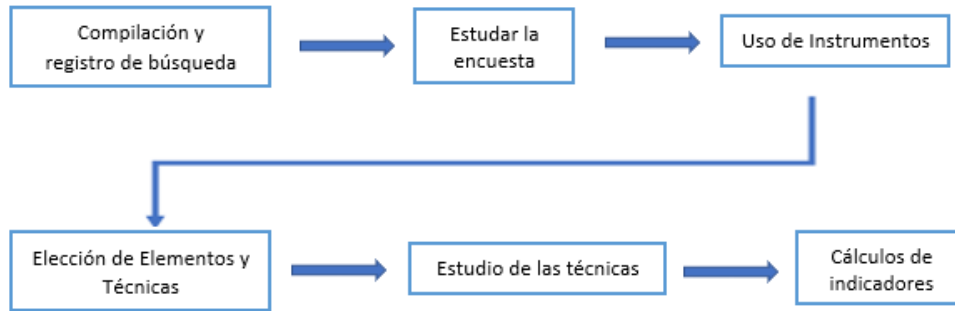 Compilación y
registro de búsqueda
Estudar la
encuesta
Uso de Instrumentos
Elección de Elementos y
Técnicas
Estudio de las técnicas
Cálculos de
indicadores